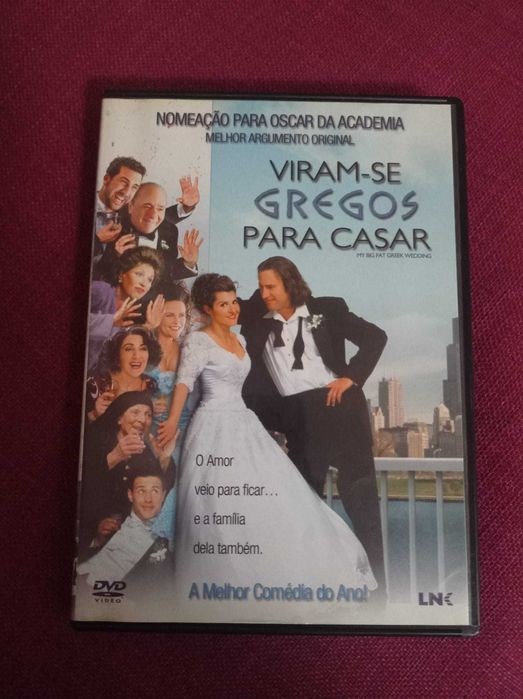 NOMEAÇÃO PARA OSCAR DA ACADEMIA
MELHOR ARGUMENTO ORIGINAL
VIRAM-SE
GREGOS
PARA CASAR
MY BIG FAT GREEK WEDDING
O Amor
veio para ficar...
e a família
dela também.
A Melhor Comédia do Ano!
DVD
VIDEO
LNK